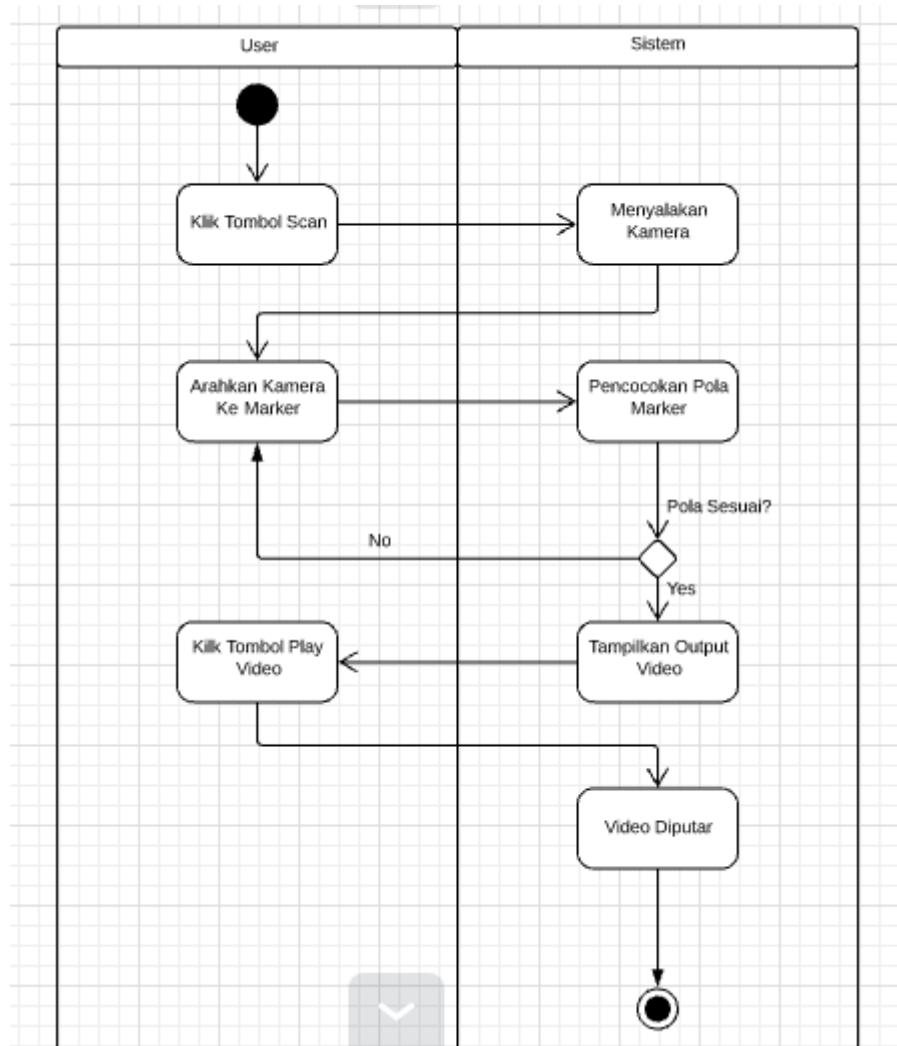 User
Sistem
Klik Tombol Scan
Menyalakan
Kamera
Arahkan Kamera
Ke Marker
Pencocokan Pola
Marker
Pola Sesuai?
No
Yes
Kilk Tombol Play
Video
Tampilkan Output
Video
Video Diputar